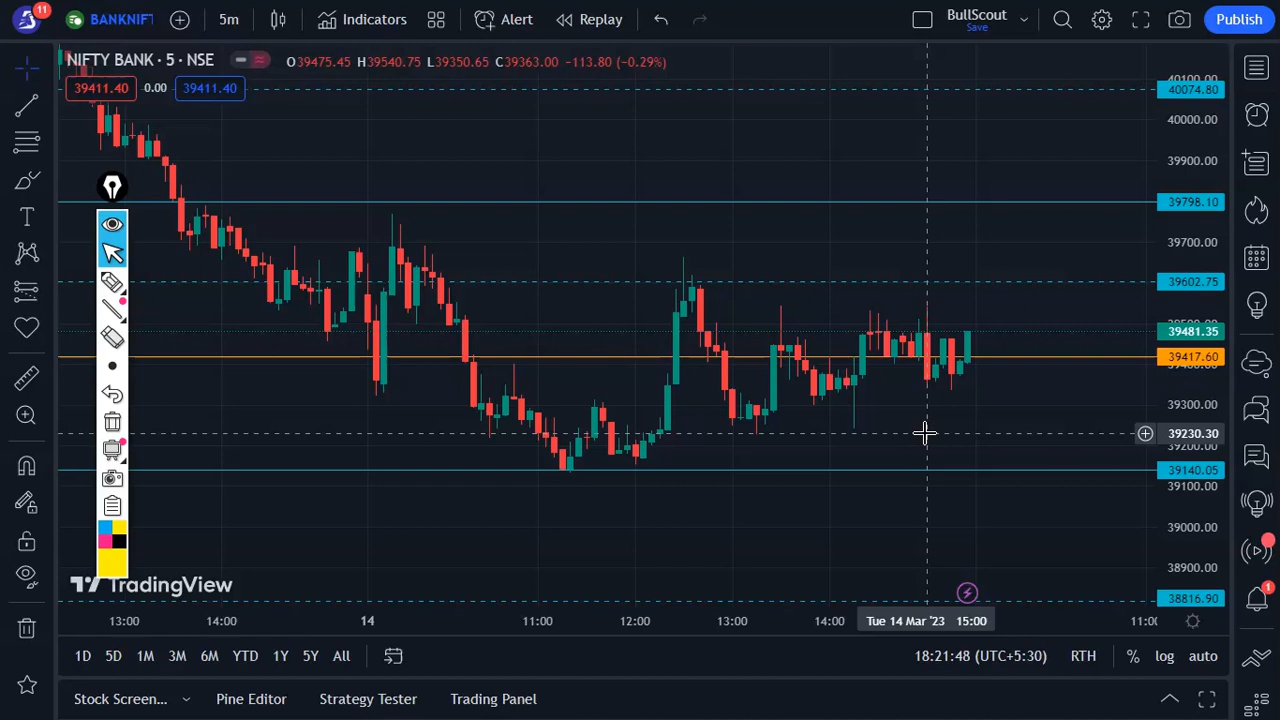 11
BANKNIFT
5m
Indicators
Alert
Replay
BullScout
Save
Publish
NIFTY BANK · 5 · NSE
O39475.45 H39540.75 L39350.65 C39363.00 -113.80 (-0.29%)
39411.40
0.00
39411.40
40074.80
40000.00
39900.00
39798.10
39700.00
39602.75
39481.35
39417.60
39300.00
39230.30
39140.05
39100.00
39000.00
38900.00
38816.90
TradingView
13:00
14:00
14
11:00
12:00
13:00
14:00
Tue 14 Mar '23 15:00
11:00
1D
5D
1M
3M
6M
YTD
1Y
5Y
All
18:21:48 (UTC+5:30)
RTH
%
log
auto
1
Stock Screen...
Pine Editor
Strategy Tester
Trading Panel